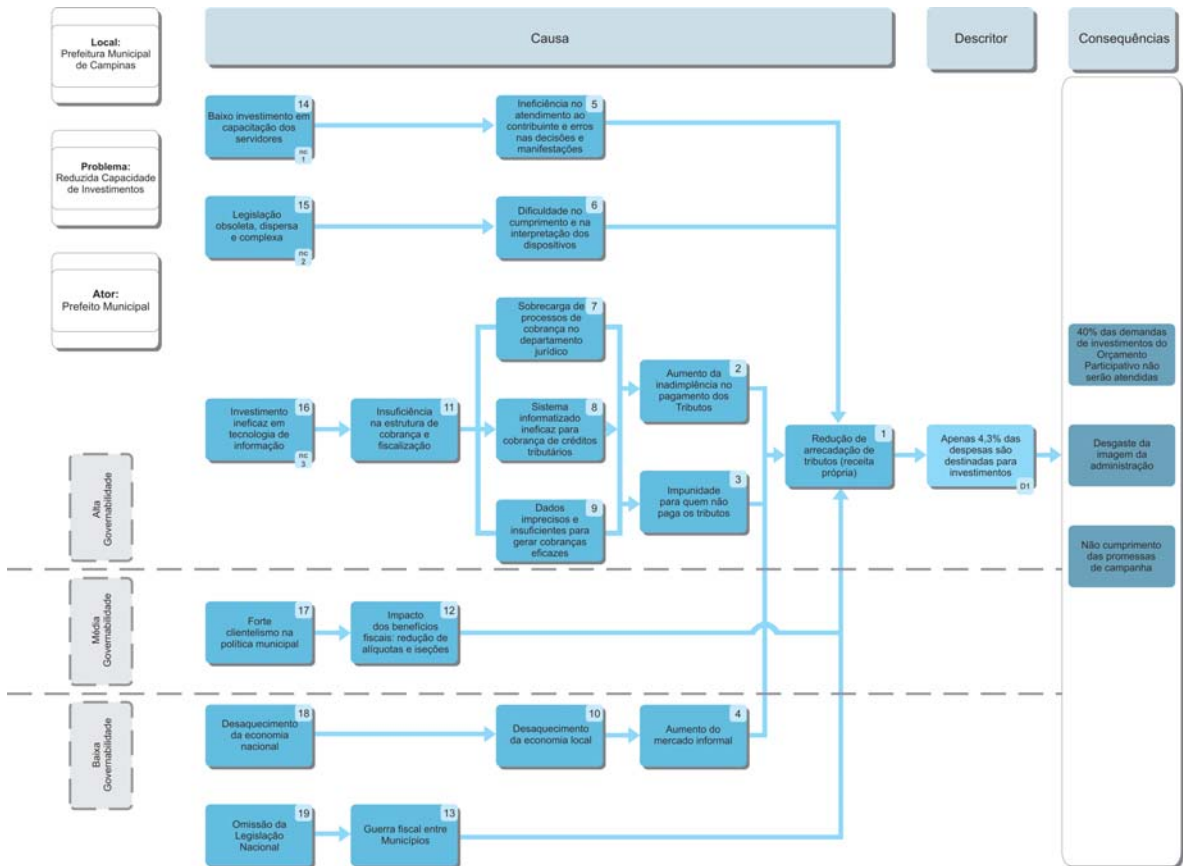 Local:
Prefeitura Municipal
de Campinas
Causa
Descritor
Consequências
Problema:
Reduzida Capacidade
de Investimentos
Ator:
Prefeito Municipal
14
Baixo investimento em
capacitação dos
servidores
nc
1
5
Ineficiência no
atendimento ao
contribuinte e erros
nas decisões e
manifestações
15
Legislação
obsoleta, dispersa
e complexa
nc
2
6
Dificuldade no
cumprimento e na
interpretação dos
dispositivos
7
Sobrecarga de
processos de
cobrança no
departamento
jurídico
16
Investimento
ineficaz em
tecnologia de
informação
nc
3
11
Insuficiência
na estrutura de
cobrança e
fiscalização
8
Sistema
informatizado
ineficaz para
cobrança de créditos
tributários
9
Dados
imprecisos e
insuficientes para
gerar cobranças
eficazes
2
Aumento da
inadimplência no
pagamento dos
Tributos
3
Impunidade
para quem não
paga os tributos
1
Redução de
arrecadação de
tributos (receita
própria)
Apenas 4,3% das
despesas são
destinadas para
investimentos
D1
40% das demandas
de investimentos do
Orçamento
Participativo não
serão atendidas
Desgaste da
imagem da
administração
Não cumprimento
das promessas
de campanha
Alta
Governabilidade
Média
Governabilidade
17
Forte
clientelismo na
política municipal
12
Impacto
dos benefícios
fiscais: redução de
alíquotas e iseções
Baixa
Governabilidade
18
Desaquecimento
da economia
nacional
10
Desaquecimento
da economia local
4
Aumento do
mercado informal
19
Omissão da
Legislação
Nacional
13
Guerra fiscal entre
Municípios